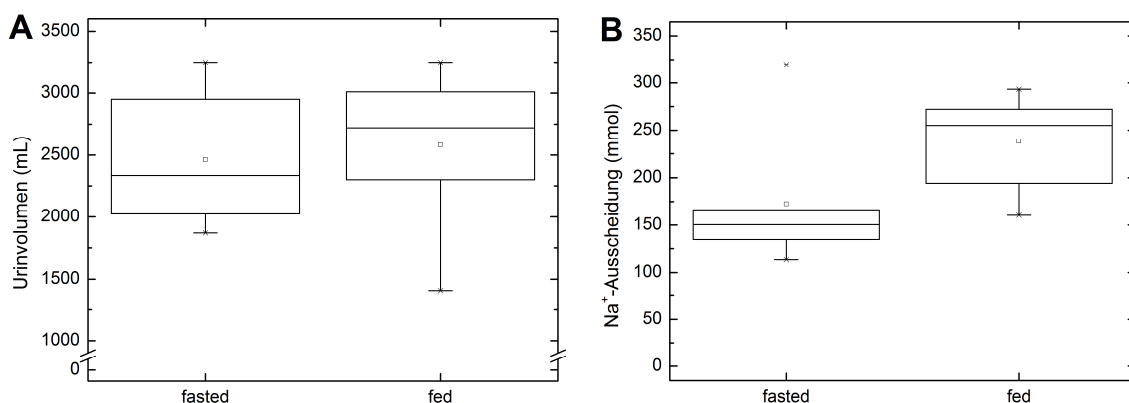 A
Urinvolumen (mL)
3500
3000
2500
2000
1500
1000
0
fasted
fed
B
Na⁺-Ausscheidung (mmol)
350
300
250
200
150
100
50
0
fasted
fed